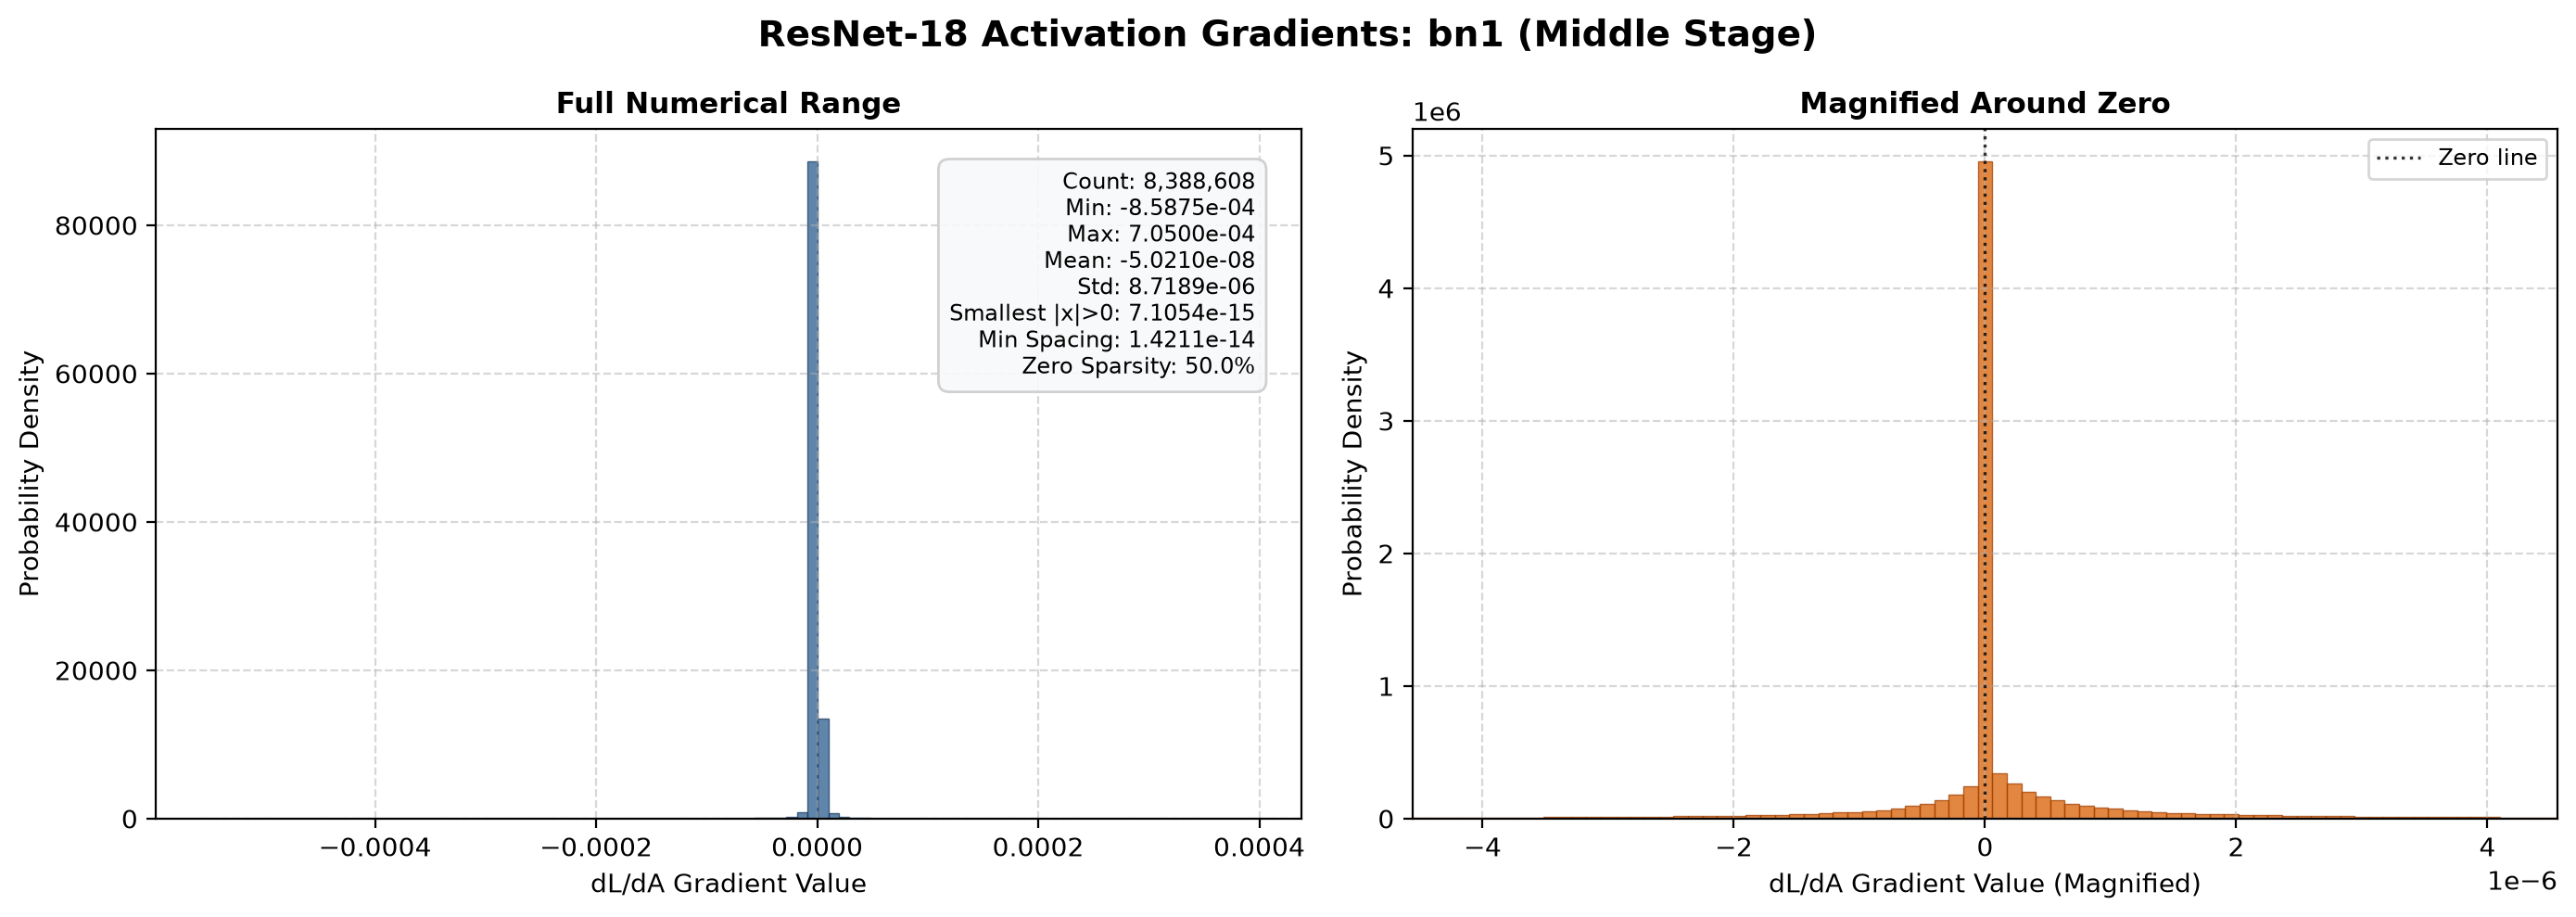 ResNet-18 Activation Gradients: bn1 (Middle Stage)
Full Numerical Range
Probability Density
80000
60000
40000
20000
0
−0.0004
−0.0002
0.0000
0.0002
0.0004
dL/dA Gradient Value
Count: 8,388,608
Min: -8.5875e-04
Max: 7.0500e-04
Mean: -5.0210e-08
Std: 8.7189e-06
Smallest |x|>0: 7.1054e-15
Min Spacing: 1.4211e-14
Zero Sparsity: 50.0%
Magnified Around Zero
1e6
Probability Density
5
4
3
2
1
0
−4
−2
0
2
4
1e−6
dL/dA Gradient Value (Magnified)
Zero line